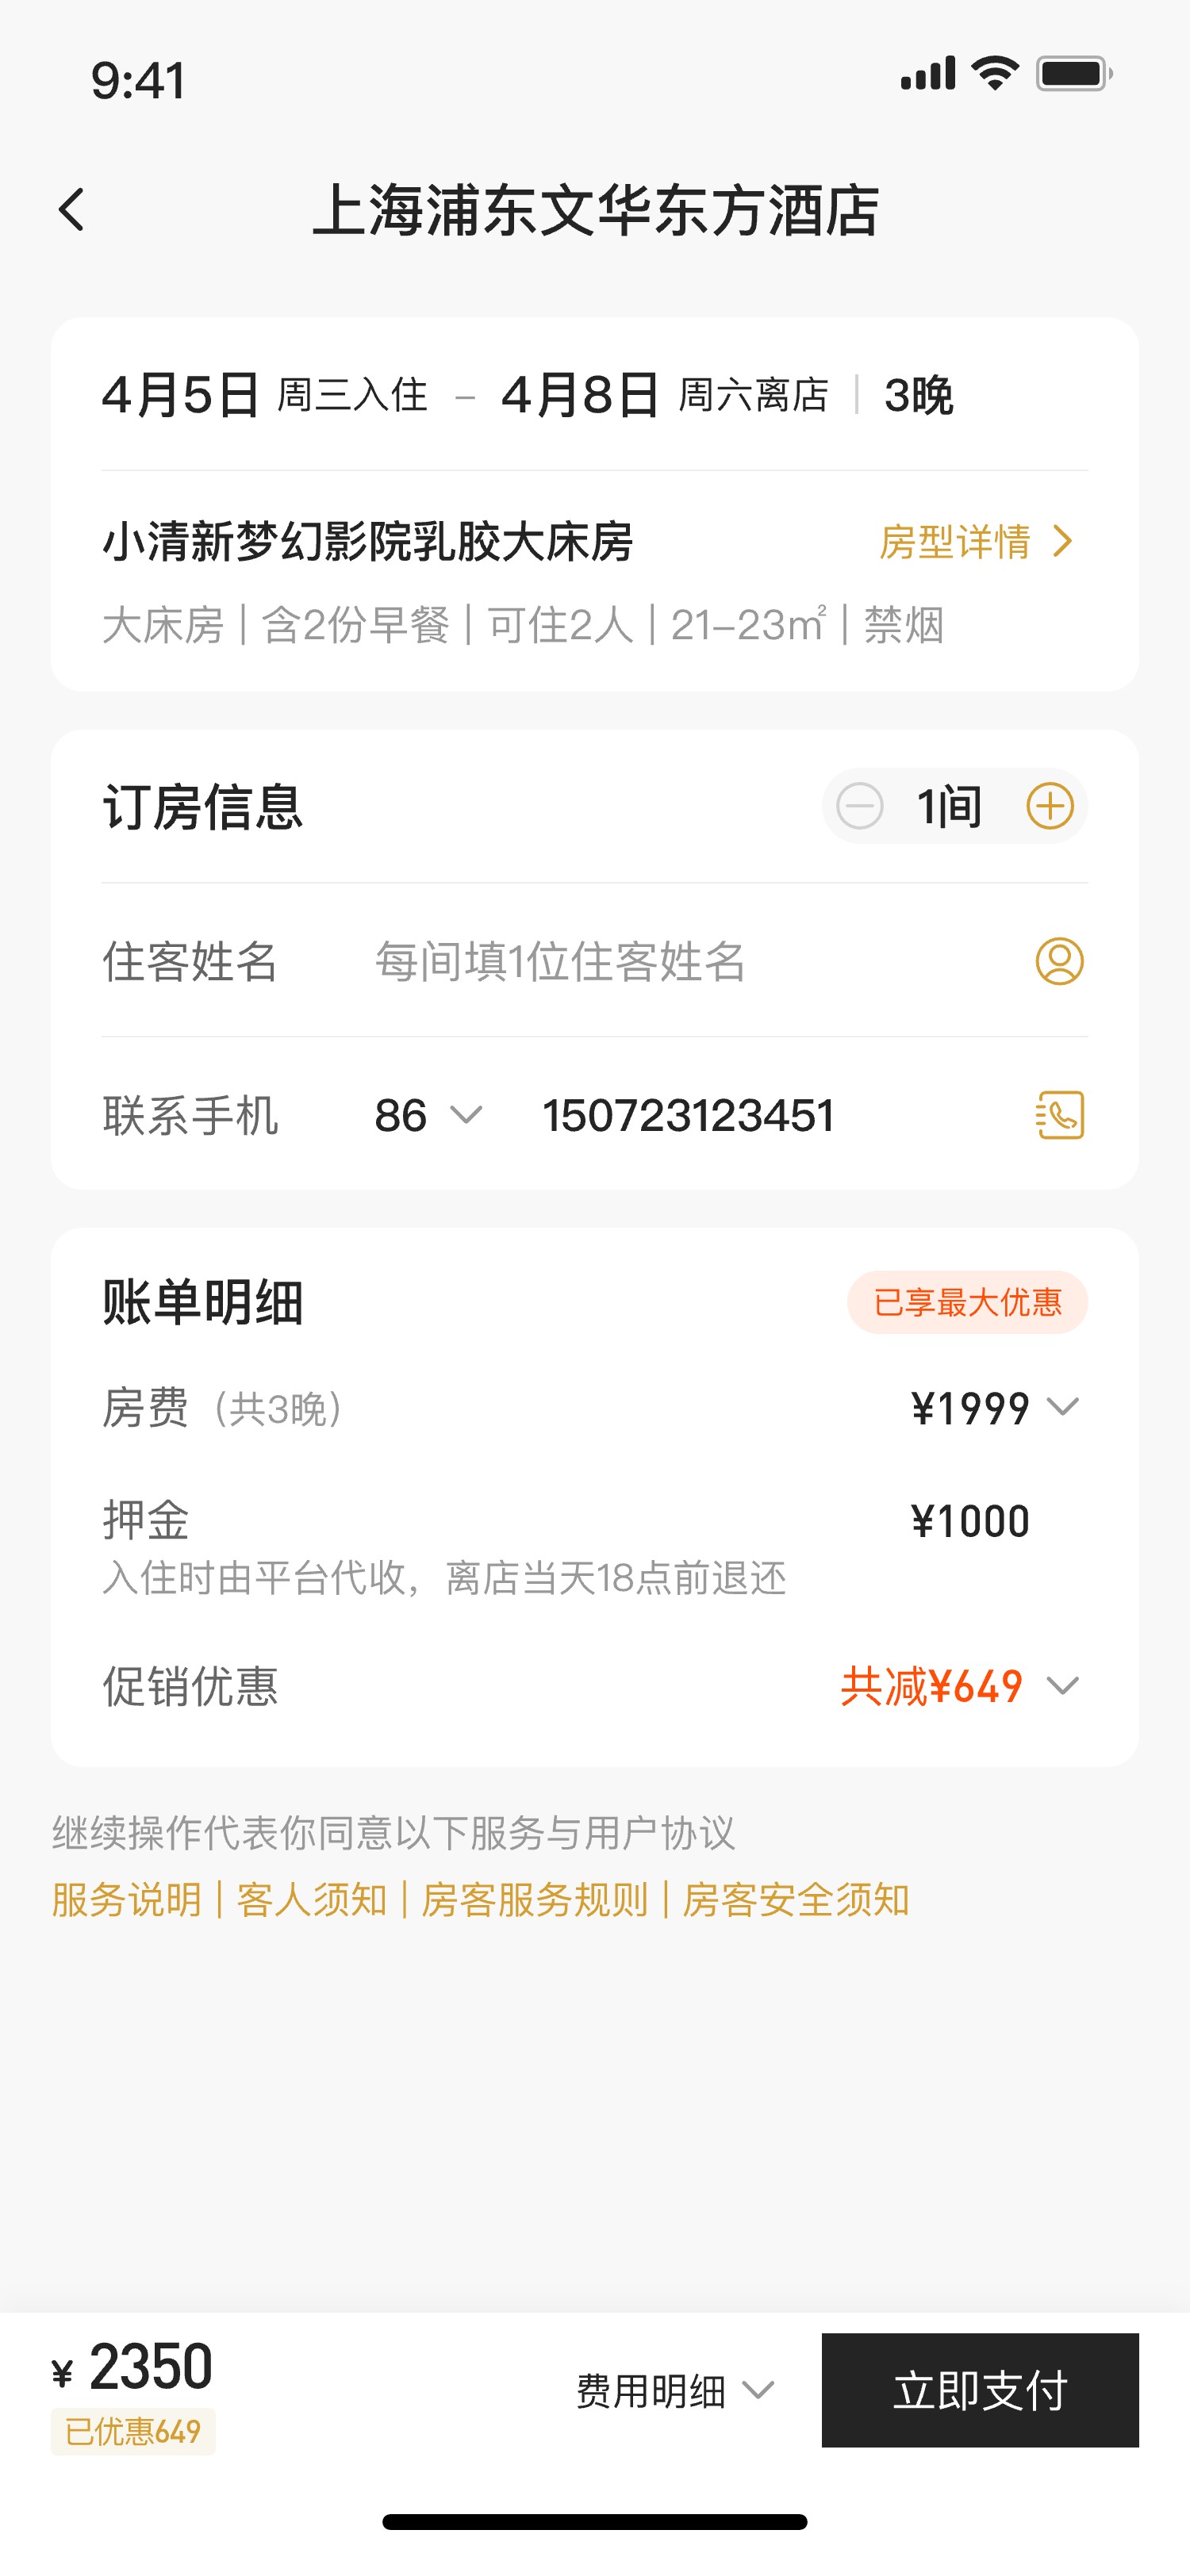 9:41
上海浦东文华东方酒店
4月5日 周三入住 – 4月8日 周六离店 | 3晚
小清新梦幻影院乳胶大床房 房型详情
大床房 | 含2份早餐 | 可住2人 | 21–23㎡ | 禁烟
订房信息 1间
住客姓名 每间填1位住客姓名
联系手机 86 150723123451
账单明细 已享最大优惠
房费（共3晚） ¥1999
押金 ¥1000
入住时由平台代收，离店当天18点前退还
促销优惠 共减¥649
继续操作代表你同意以下服务与用户协议
服务说明 | 客人须知 | 房客服务规则 | 房客安全须知
¥ 2350 费用明细 立即支付
已优惠649